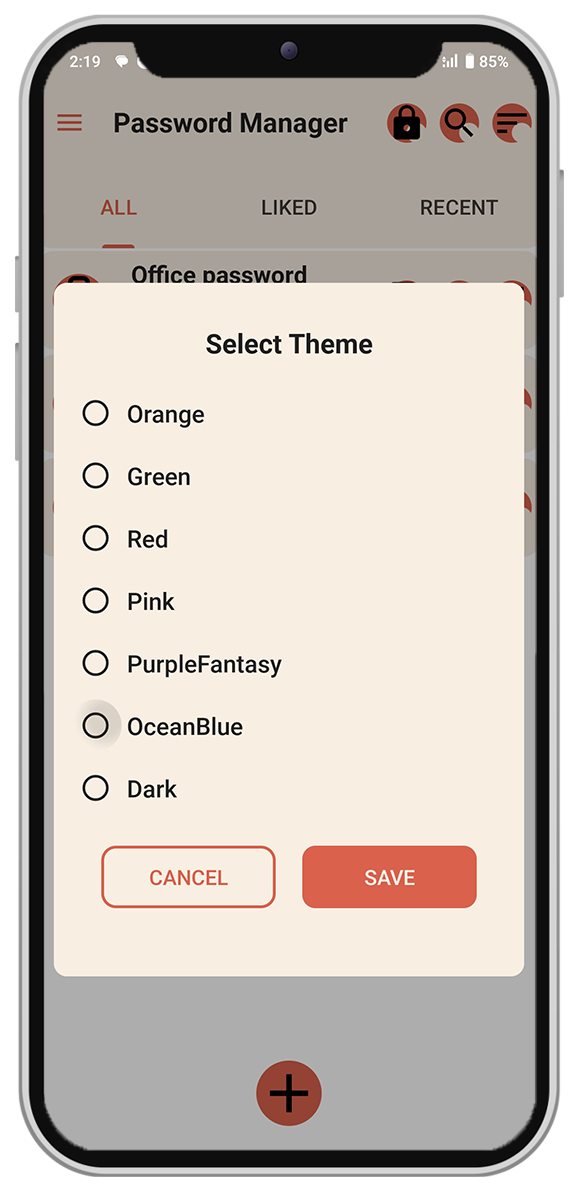 2:19 85%
Password Manager
ALL LIKED RECENT
Office password
Select Theme
Orange
Green
Red
Pink
PurpleFantasy
OceanBlue
Dark
CANCEL SAVE